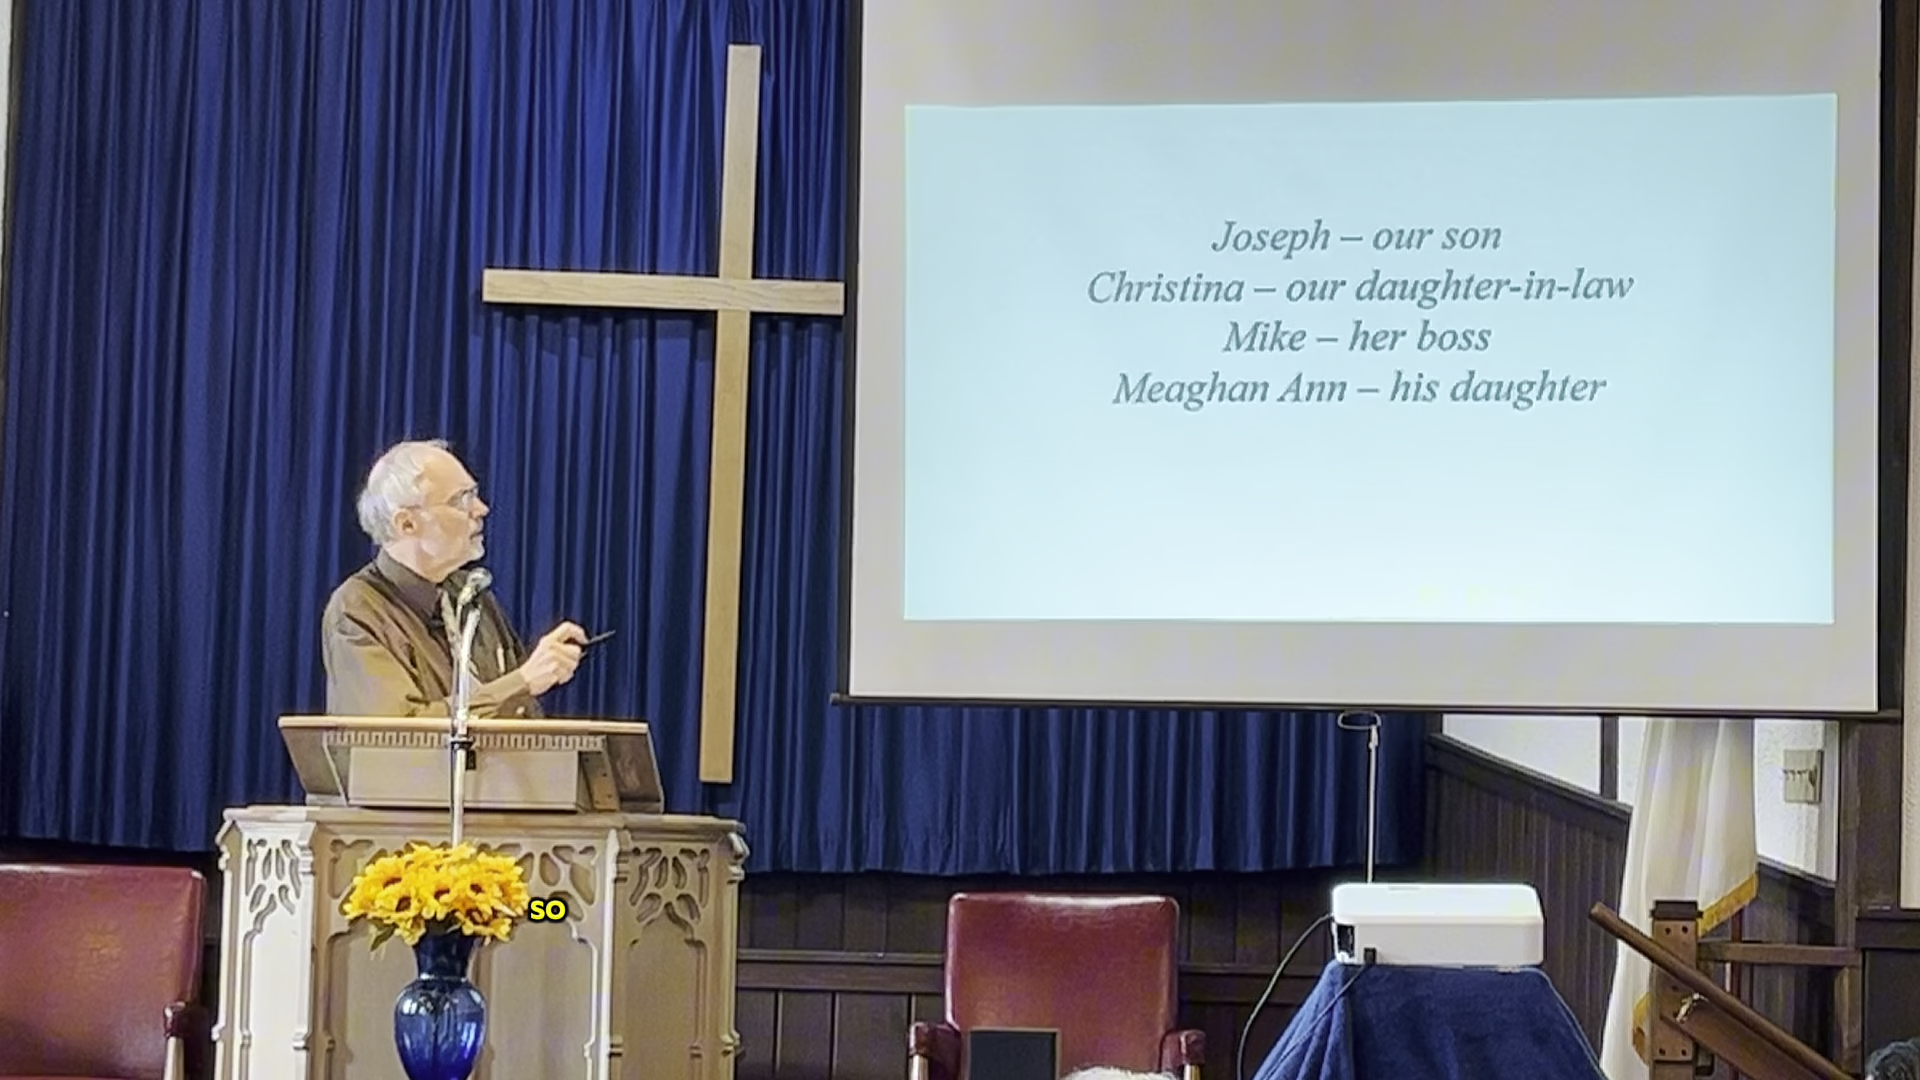 Joseph – our son
Christina – our daughter-in-law
Mike – her boss
Meaghan Ann – his daughter
SO